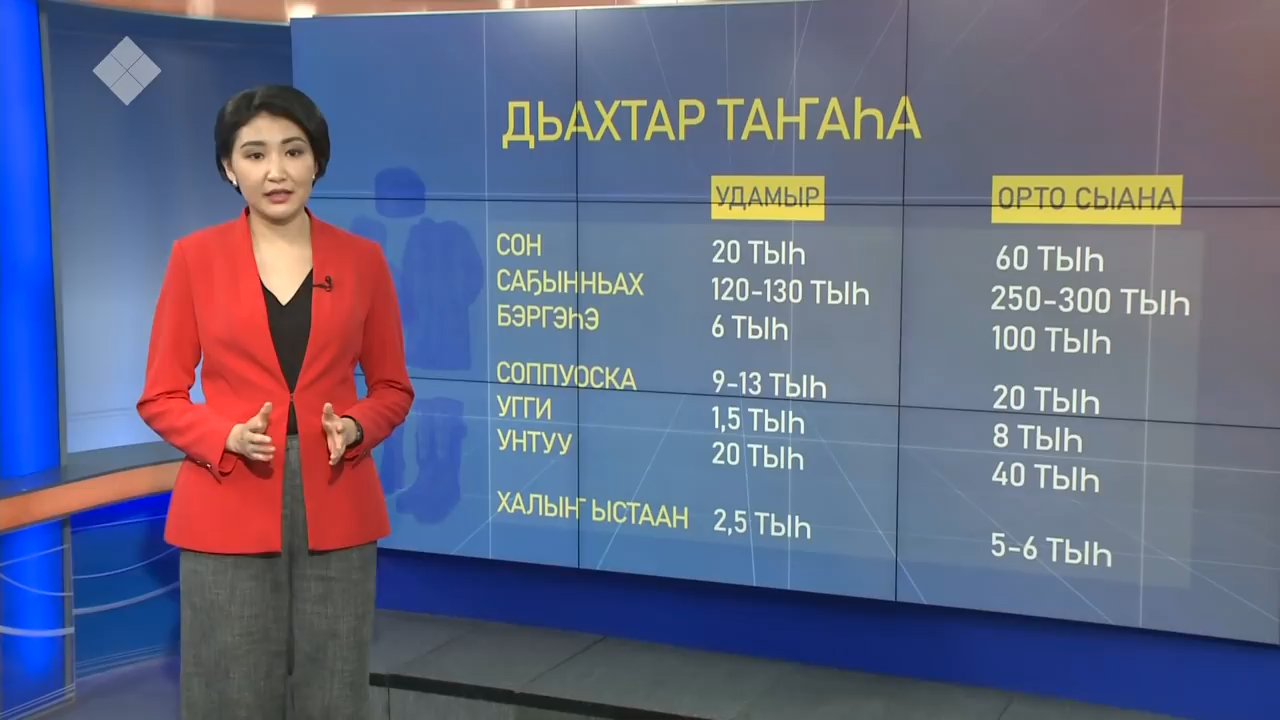 ДЬАХТАР ТАҤАҺА
УДАМЫР ОРТО СЫАНА
СОН 20 ТЫҺ 60 ТЫҺ
САҔЫННЬАХ 120-130 ТЫҺ 250-300 ТЫҺ
БЭРГЭҺЭ 6 ТЫҺ 100 ТЫҺ
СОППУОСКА 9-13 ТЫҺ 20 ТЫҺ
УГГИ 1,5 ТЫҺ 8 ТЫҺ
УНТУУ 20 ТЫҺ 40 ТЫҺ
ХАЛЫҤ ЫСТААН 2,5 ТЫҺ 5-6 ТЫҺ